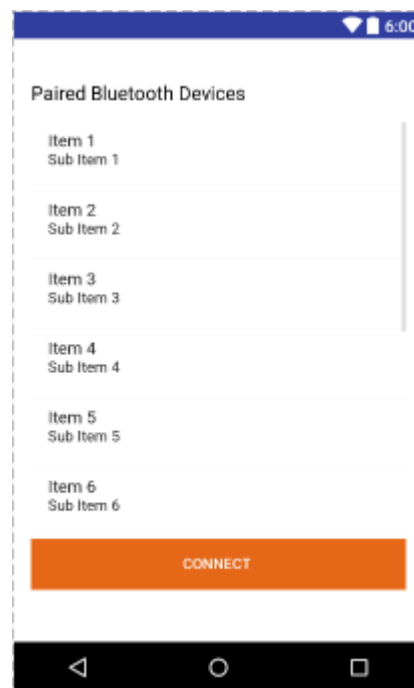 6:00
Paired Bluetooth Devices
Item 1
Sub Item 1
Item 2
Sub Item 2
Item 3
Sub Item 3
Item 4
Sub Item 4
Item 5
Sub Item 5
Item 6
Sub Item 6
CONNECT